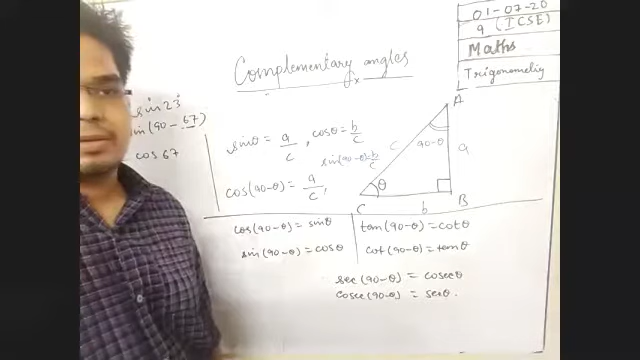 01-07-20
9 (ICSE)
Maths
Trigonometry
Complementary angles
sin 23
sin(90 - 67)
cos 67
sinθ = a/c , cosθ = b/c
sin(90-θ) = b/c
cos(90-θ) = a/c ,
A
90-θ
c
a
θ
C
b
B
cos(90-θ) = sinθ
sin(90-θ) = cosθ
tan(90-θ) = cotθ
cot(90-θ) = tanθ
sec(90-θ) = cosecθ
cosec(90-θ) = secθ.